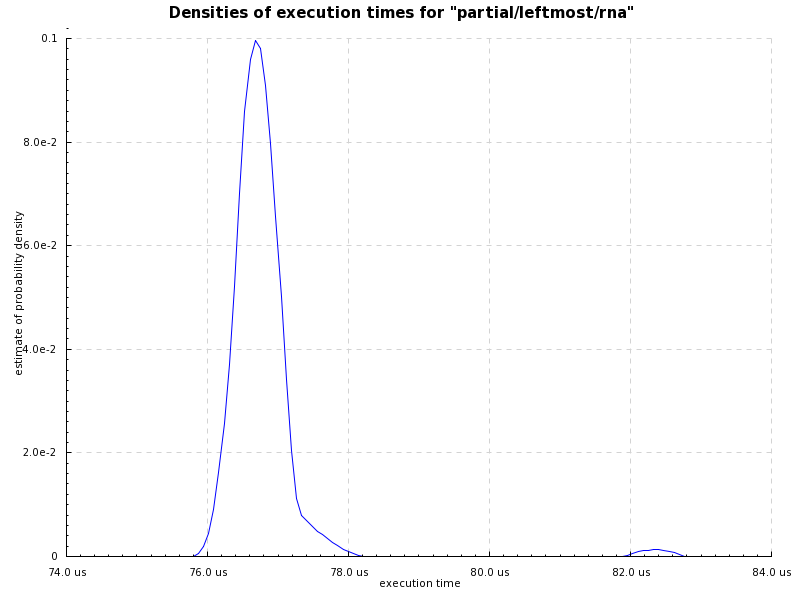 Densities of execution times for "partial/leftmost/rna"
0.1
8.0e-2
6.0e-2
4.0e-2
2.0e-2
0
estimate of probability density
74.0 us
76.0 us
78.0 us
80.0 us
82.0 us
84.0 us
execution time